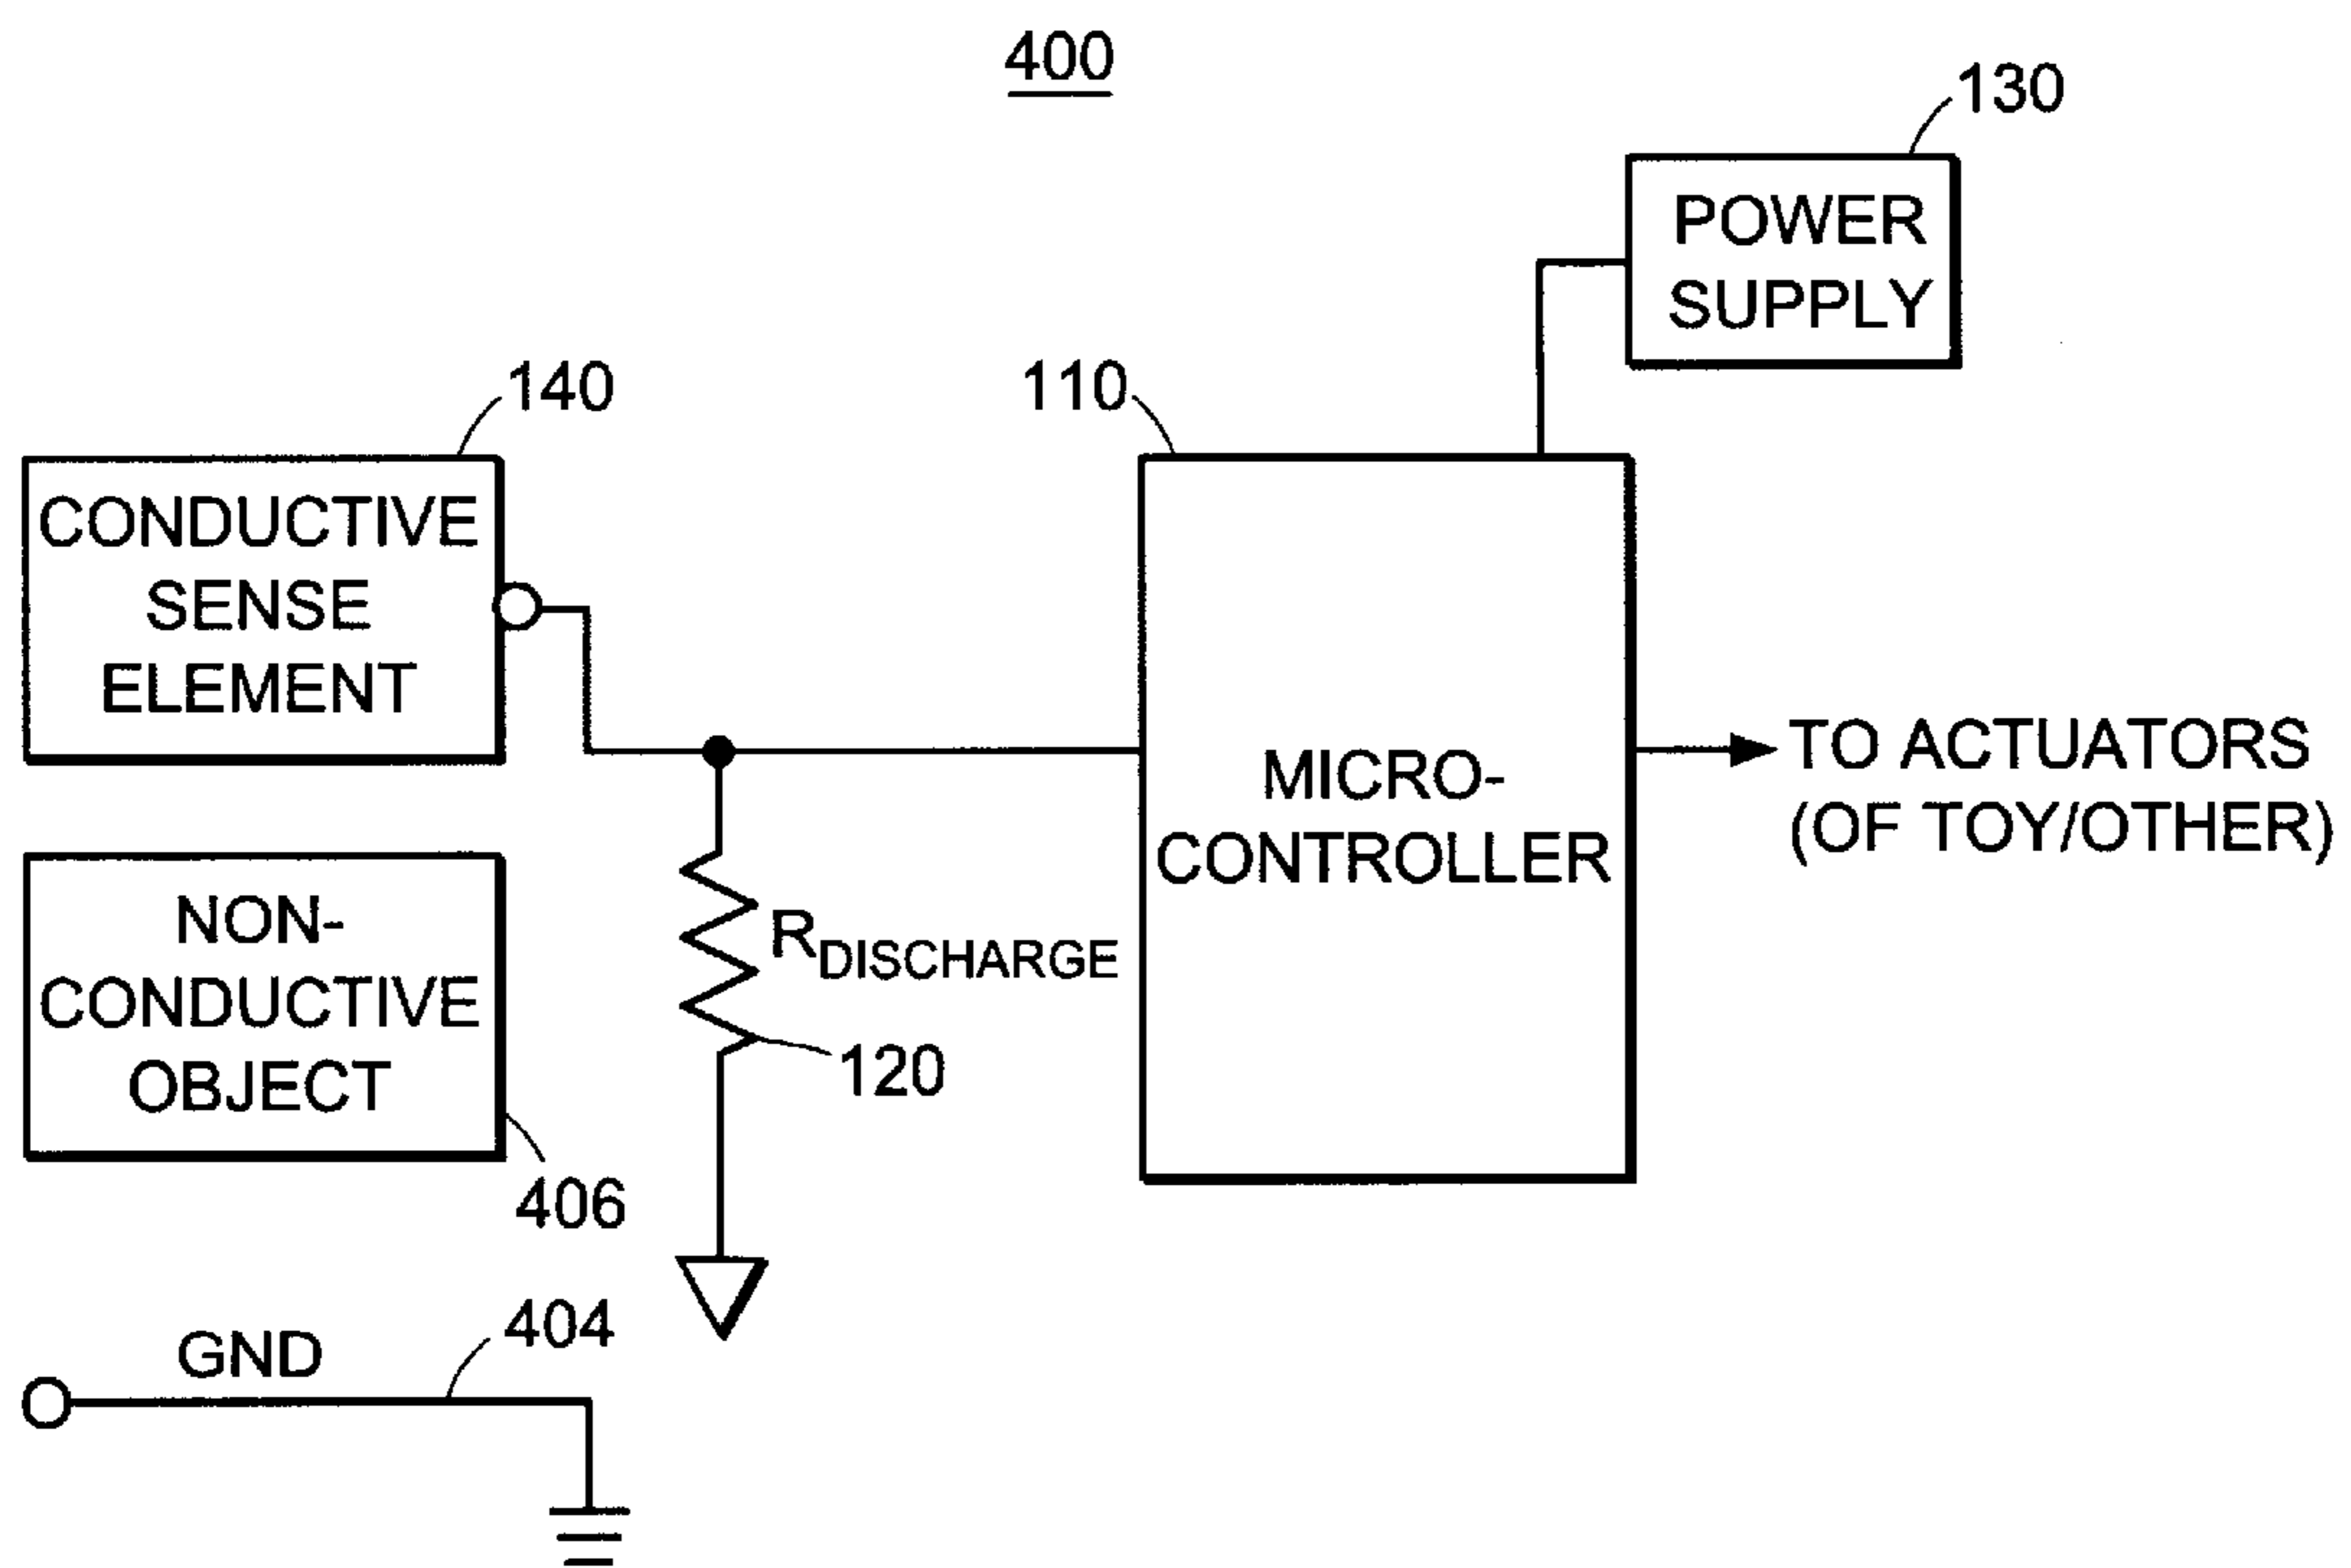 400
130
POWER
SUPPLY
140
110
CONDUCTIVE
SENSE
ELEMENT
MICRO-
CONTROLLER
TO ACTUATORS
(OF TOY/OTHER)
NON-
CONDUCTIVE
OBJECT
406
RDISCHARGE
120
GND
404